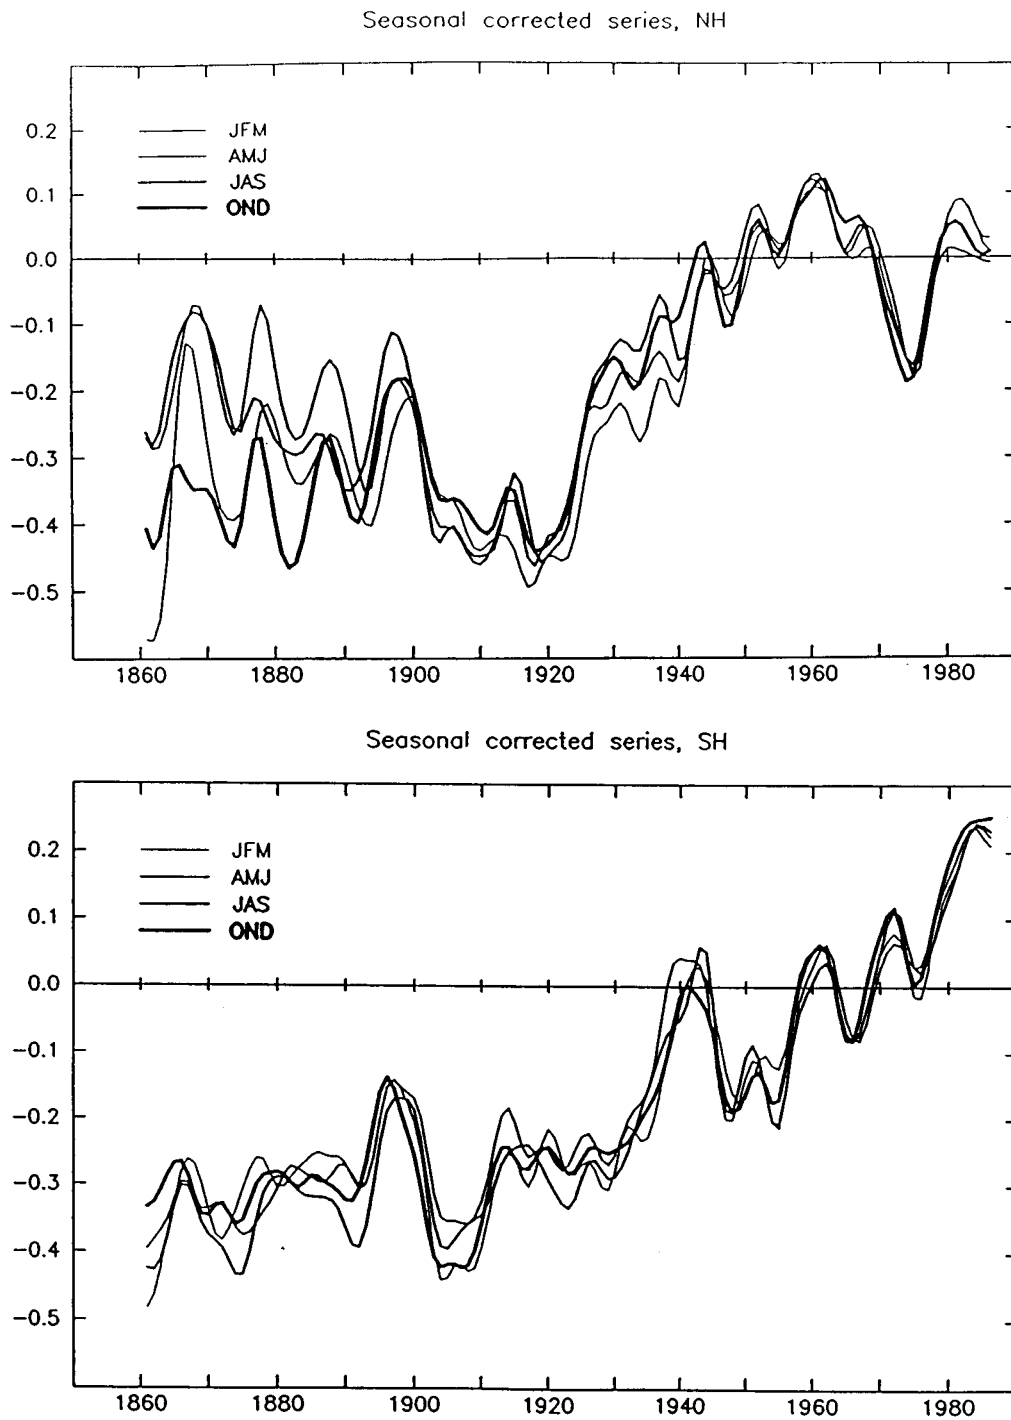 Seasonal corrected series, NH
0.2
0.1
0.0
−0.1
−0.2
−0.3
−0.4
−0.5
JFM
AMJ
JAS
OND
1860 1880 1900 1920 1940 1960 1980
Seasonal corrected series, SH
0.2
0.1
0.0
−0.1
−0.2
−0.3
−0.4
−0.5
JFM
AMJ
JAS
OND
1860 1880 1900 1920 1940 1960 1980